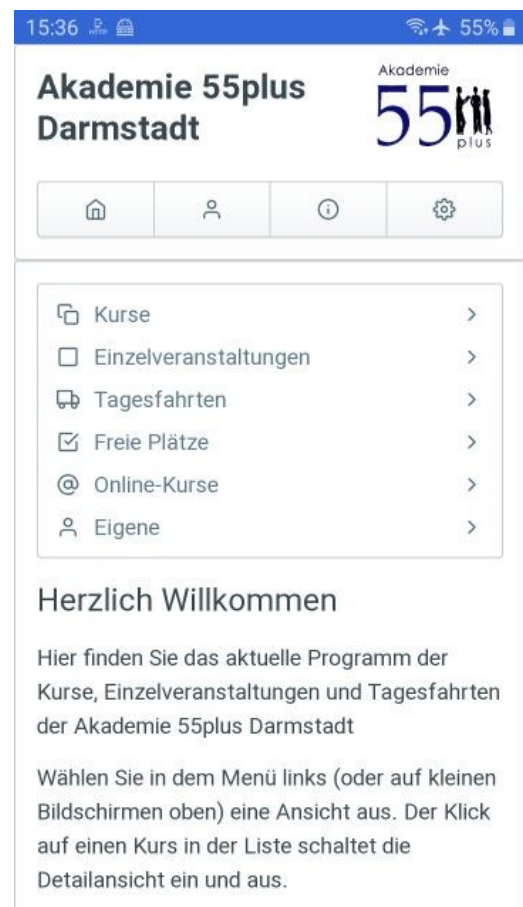 15:36
55%
Akademie 55plus
Darmstadt
Akademie
55
plus
Kurse
Einzelveranstaltungen
Tagesfahrten
Freie Plätze
Online-Kurse
Eigene
Herzlich Willkommen
Hier finden Sie das aktuelle Programm der
Kurse, Einzelveranstaltungen und Tagesfahrten
der Akademie 55plus Darmstadt
Wählen Sie in dem Menü links (oder auf kleinen
Bildschirmen oben) eine Ansicht aus. Der Klick
auf einen Kurs in der Liste schaltet die
Detailansicht ein und aus.